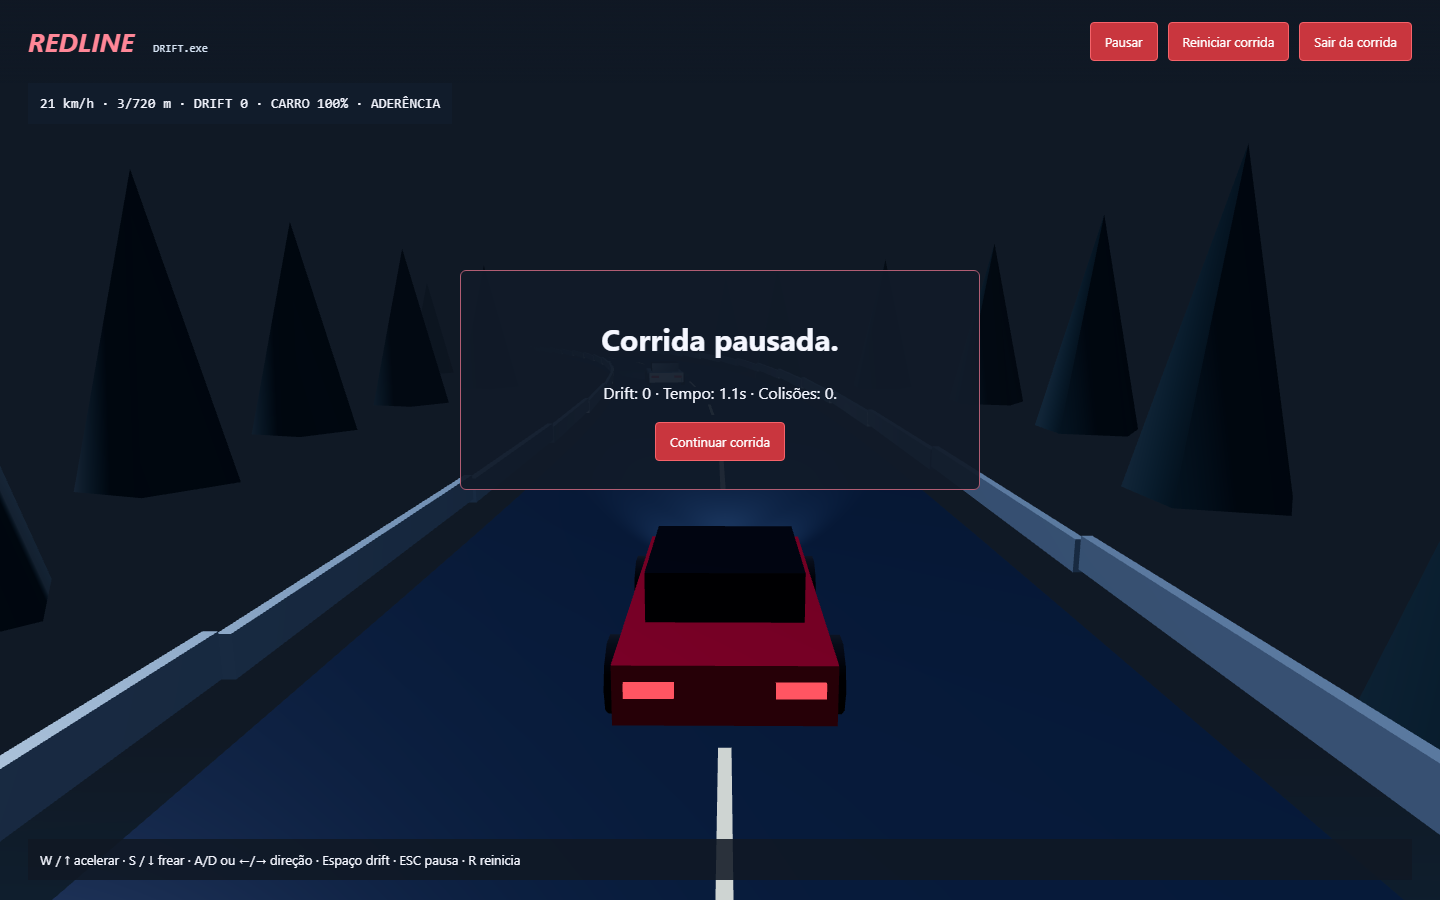 REDLINE DRIFT.exe
Pausar Reiniciar corrida Sair da corrida
21 km/h · 3/720 m · DRIFT 0 · CARRO 100% · ADERÊNCIA
Corrida pausada.
Drift: 0 · Tempo: 1.1s · Colisões: 0.
Continuar corrida
W / ↑ acelerar · S / ↓ frear · A/D ou ←/→ direção · Espaço drift · ESC pausa · R reinicia